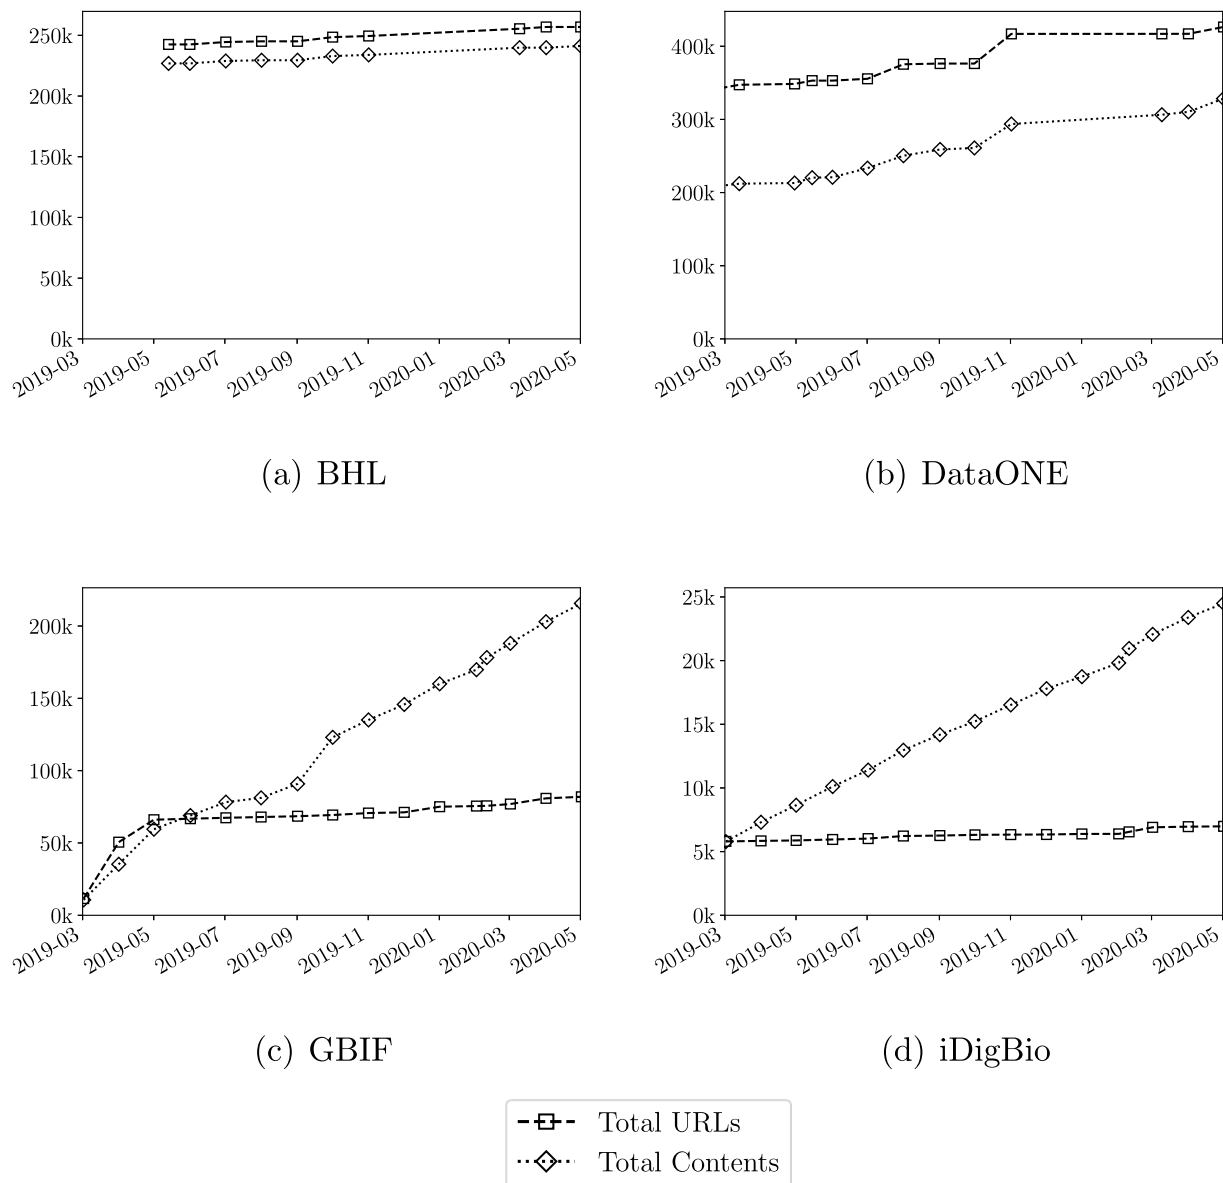 250k
200k
150k
100k
50k
0k
2019-03
2019-05
2019-07
2019-09
2019-11
2020-01
2020-03
2020-05
(a) BHL
400k
300k
200k
100k
0k
2019-03
2019-05
2019-07
2019-09
2019-11
2020-01
2020-03
2020-05
(b) DataONE
200k
150k
100k
50k
0k
2019-03
2019-05
2019-07
2019-09
2019-11
2020-01
2020-03
2020-05
(c) GBIF
25k
20k
15k
10k
5k
0k
2019-03
2019-05
2019-07
2019-09
2019-11
2020-01
2020-03
2020-05
(d) iDigBio
Total URLs
Total Contents